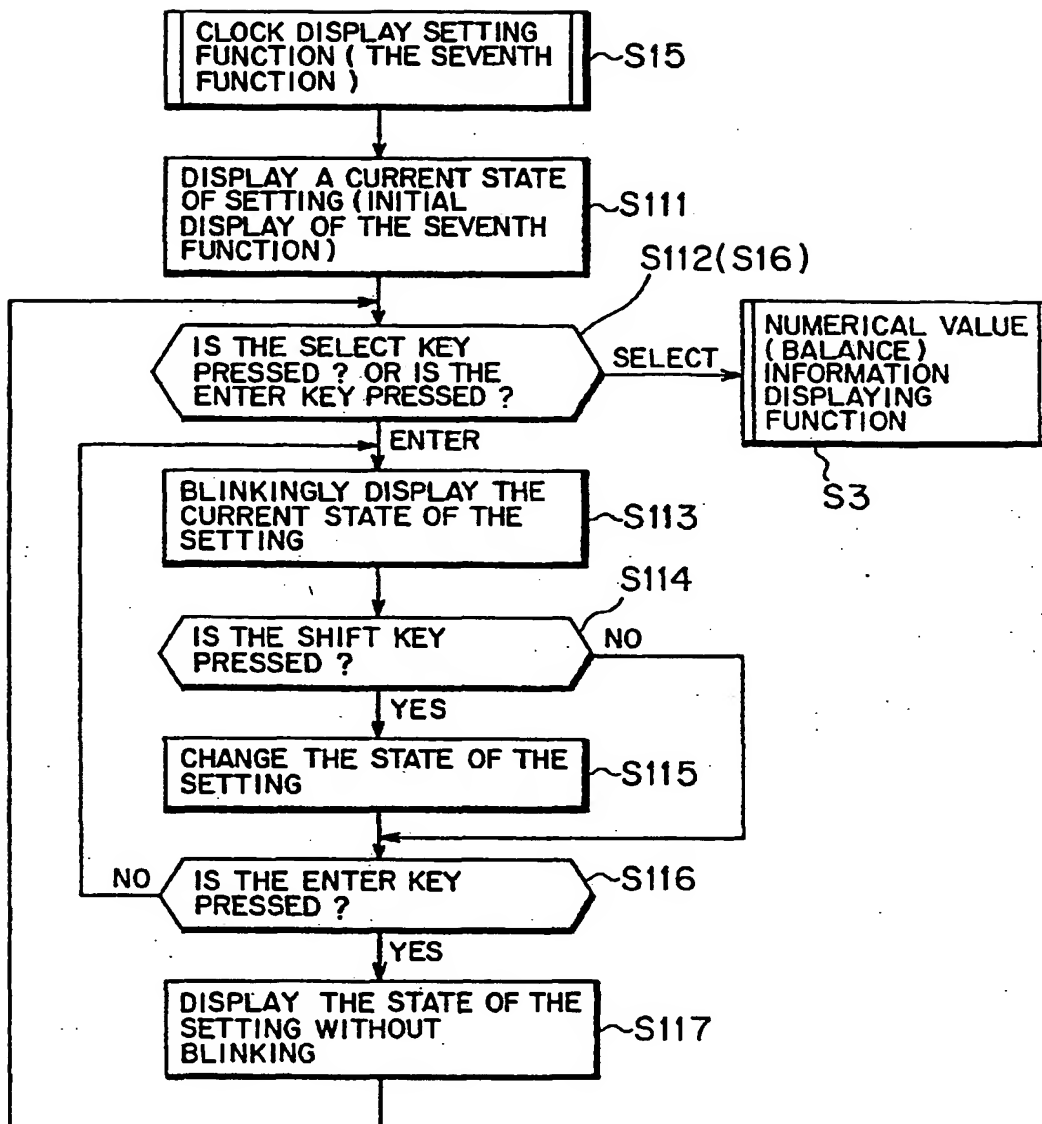 CLOCK DISPLAY SETTING
FUNCTION ( THE SEVENTH
FUNCTION )
S15
DISPLAY A CURRENT STATE
OF SETTING (INITIAL
DISPLAY OF THE SEVENTH
FUNCTION)
S111
S112(S16)
IS THE SELECT KEY
PRESSED ? OR IS THE
ENTER KEY PRESSED ?
SELECT
NUMERICAL VALUE
(BALANCE)
INFORMATION
DISPLAYING
FUNCTION
S3
ENTER
BLINKINGLY DISPLAY THE
CURRENT STATE OF THE
SETTING
S113
S114
IS THE SHIFT KEY
PRESSED ?
NO
YES
CHANGE THE STATE OF THE
SETTING
S115
NO
IS THE ENTER KEY
PRESSED ?
S116
YES
DISPLAY THE STATE OF THE
SETTING WITHOUT
BLINKING
S117